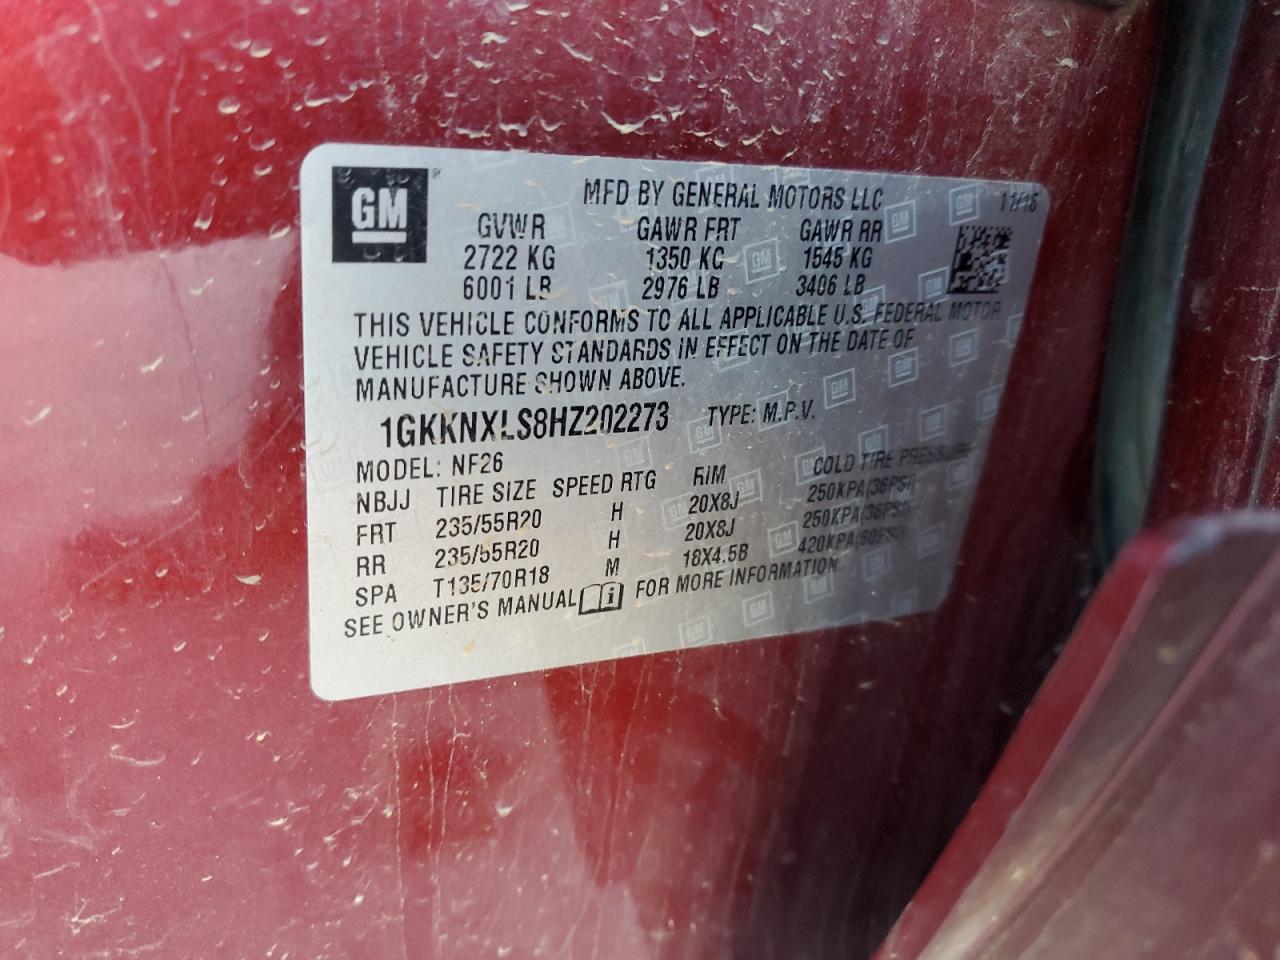 GM ® MFD BY GENERAL MOTORS LLC 11/16
GVWR GAWR FRT GAWR RR
2722 KG 1350 KG 1545 KG
6001 LB 2976 LB 3406 LB
THIS VEHICLE CONFORMS TO ALL APPLICABLE U.S. FEDERAL MOTOR
VEHICLE SAFETY STANDARDS IN EFFECT ON THE DATE OF
MANUFACTURE SHOWN ABOVE.
1GKKNXLS8HZ202273 TYPE: M.P.V.
MODEL: NF26
NBJJ TIRE SIZE SPEED RTG RIM COLD TIRE PRESSURE
FRT 235/55R20 H 20X8J 250KPA(36PSI)
RR 235/55R20 H 20X8J 250KPA(36PSI)
SPA T135/70R18 M 18X4.5B 420KPA(60PSI)
SEE OWNER'S MANUAL FOR MORE INFORMATION